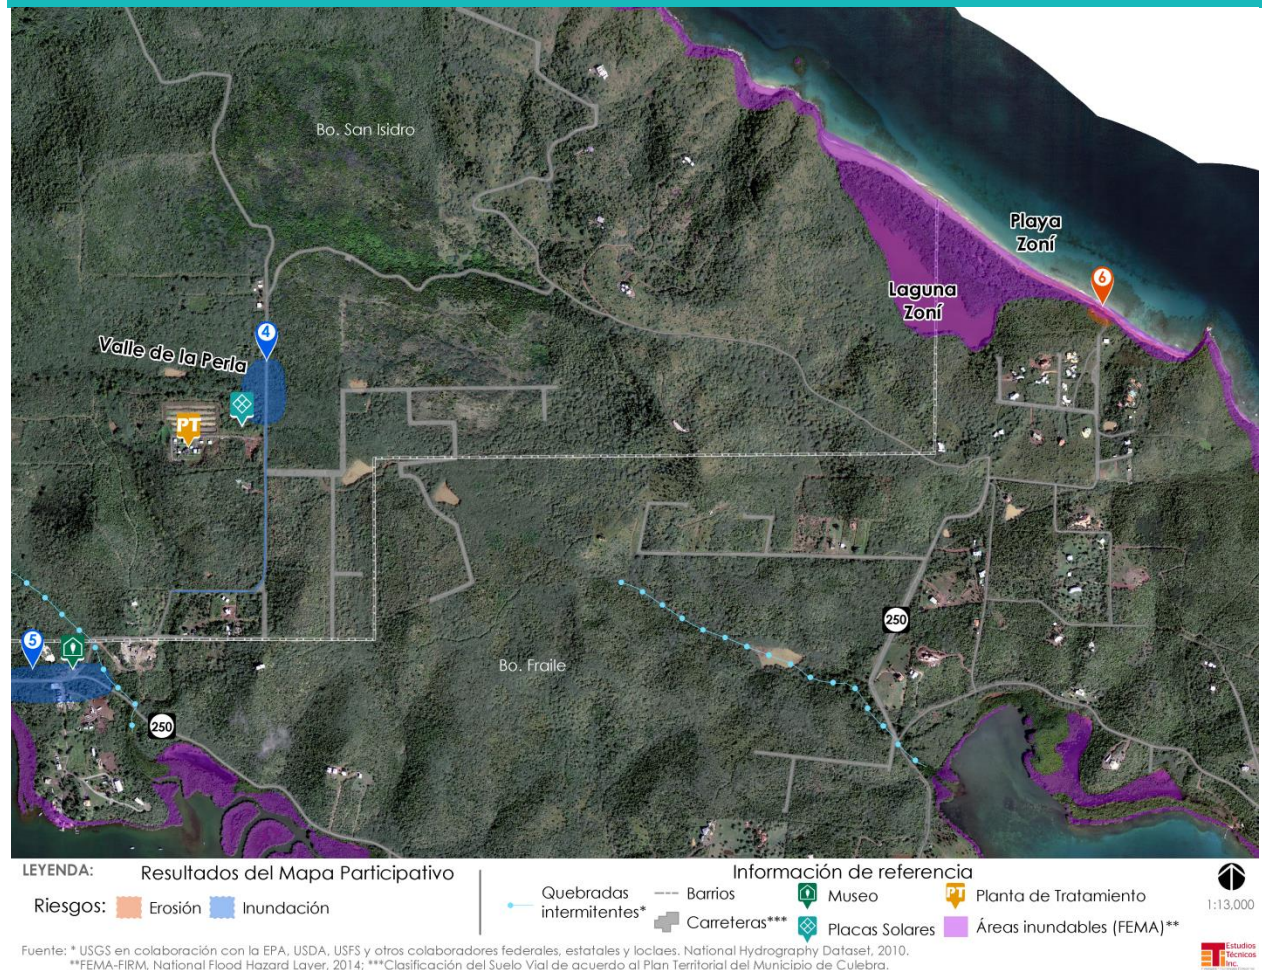 Bo. San Isidro
Playa
Zoní
6
Laguna
Zoní
4
Valle de la Perla
PT
250
5
Bo. Fraile
250
LEYENDA:
Resultados del Mapa Participativo
Riesgos:
Erosión
Inundación
Información de referencia
Quebradas
intermitentes*
Barrios
Carreteras***
Museo
Placas Solares
PT
Planta de Tratamiento
Áreas inundables (FEMA)**
1:13,000
Fuente: * USGS en colaboración con la EPA, USDA, USFS y otros colaboradores federales, estatales y loclaes. National Hydrography Dataset, 2010.
**FEMA-FIRM, National Flood Hazard Layer, 2014; ***Clasificación del Suelo Vial de acuerdo al Plan Territorial del Municipio de Culebra.
Estudios
Técnicos
Inc.